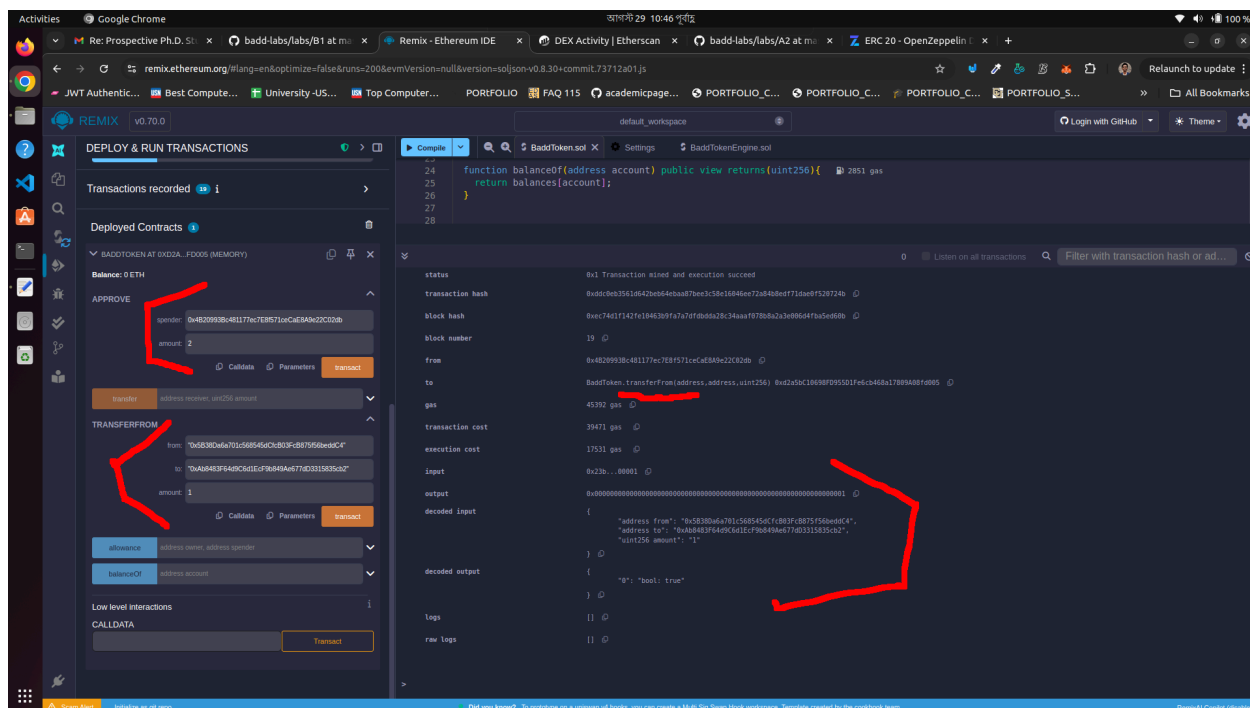 Activities Google Chrome আগস্ট 29 10:46 পূর্বাহ্ণ 100 %
Re: Prospective Ph.D. St badd-labs/labs/B1 at ma Remix - Ethereum IDE DEX Activity | Etherscan badd-labs/labs/A2 at ma ERC 20 - OpenZeppelin
remix.ethereum.org/#lang=en&optimize=false&runs=200&evmVersion=null&version=soljson-v0.8.30+commit.73712a01.js Relaunch to update
JWT Authentic... Best Compute... University -US... Top Computer... PORtFOLIO FAQ 115 academicpage... PORTFOLIO_C... PORTFOLIO_C... PORTFOLIO_C... PORTFOLIO_S... » All Bookmarks
REMIX v0.70.0 default_workspace Login with GitHub Theme
DEPLOY & RUN TRANSACTIONS
Compile BaddToken.sol Settings BaddTokenEngine.sol
Transactions recorded 19 i
24 function balanceOf(address account) public view returns(uint256){ 2851 gas
25 return balances[account];
26 }
27
28
Deployed Contracts 1
BADDTOKEN AT 0XD2A...FD005 (MEMORY)
Balance: 0 ETH
APPROVE
spender: 0x4B20993Bc481177ec7E8f571ceCaE8A9e22C02db
amount: 2
Calldata Parameters transact
transfer address receiver, uint256 amount
TRANSFERFROM
from: "0x5B38Da6a701c568545dCfcB03FcB875f56beddC4"
to: "0xAb8483F64d9C6d1EcF9b849Ae677dD3315835cb2"
amount: 1
Calldata Parameters transact
allowance address owner, address spender
balanceOf address account
Low level interactions i
CALLDATA
Transact
0 Listen on all transactions Filter with transaction hash or ad...
status 0x1 Transaction mined and execution succeed
transaction hash
block hash
block number 19
from 0x4B20993Bc481177ec7E8f571ceCaE8A9e22C02db
to BaddToken.transferFrom(address,address,uint256)
gas 45392 gas
transaction cost 39471 gas
execution cost 17531 gas
input 0x23b...00001
output 0x0000000000000000000000000000000000000000000000000000000000000001
decoded input {
"address from": "0x5B38Da6a701c568545dCfcB03FcB875f56beddC4",
"address to": "0xAb8483F64d9C6d1EcF9b849Ae677dD3315835cb2",
"uint256 amount": "1"
}
decoded output {
"0": "bool: true"
}
logs []
raw logs []
>
Scam Alert Initialize as git repo Did you know?